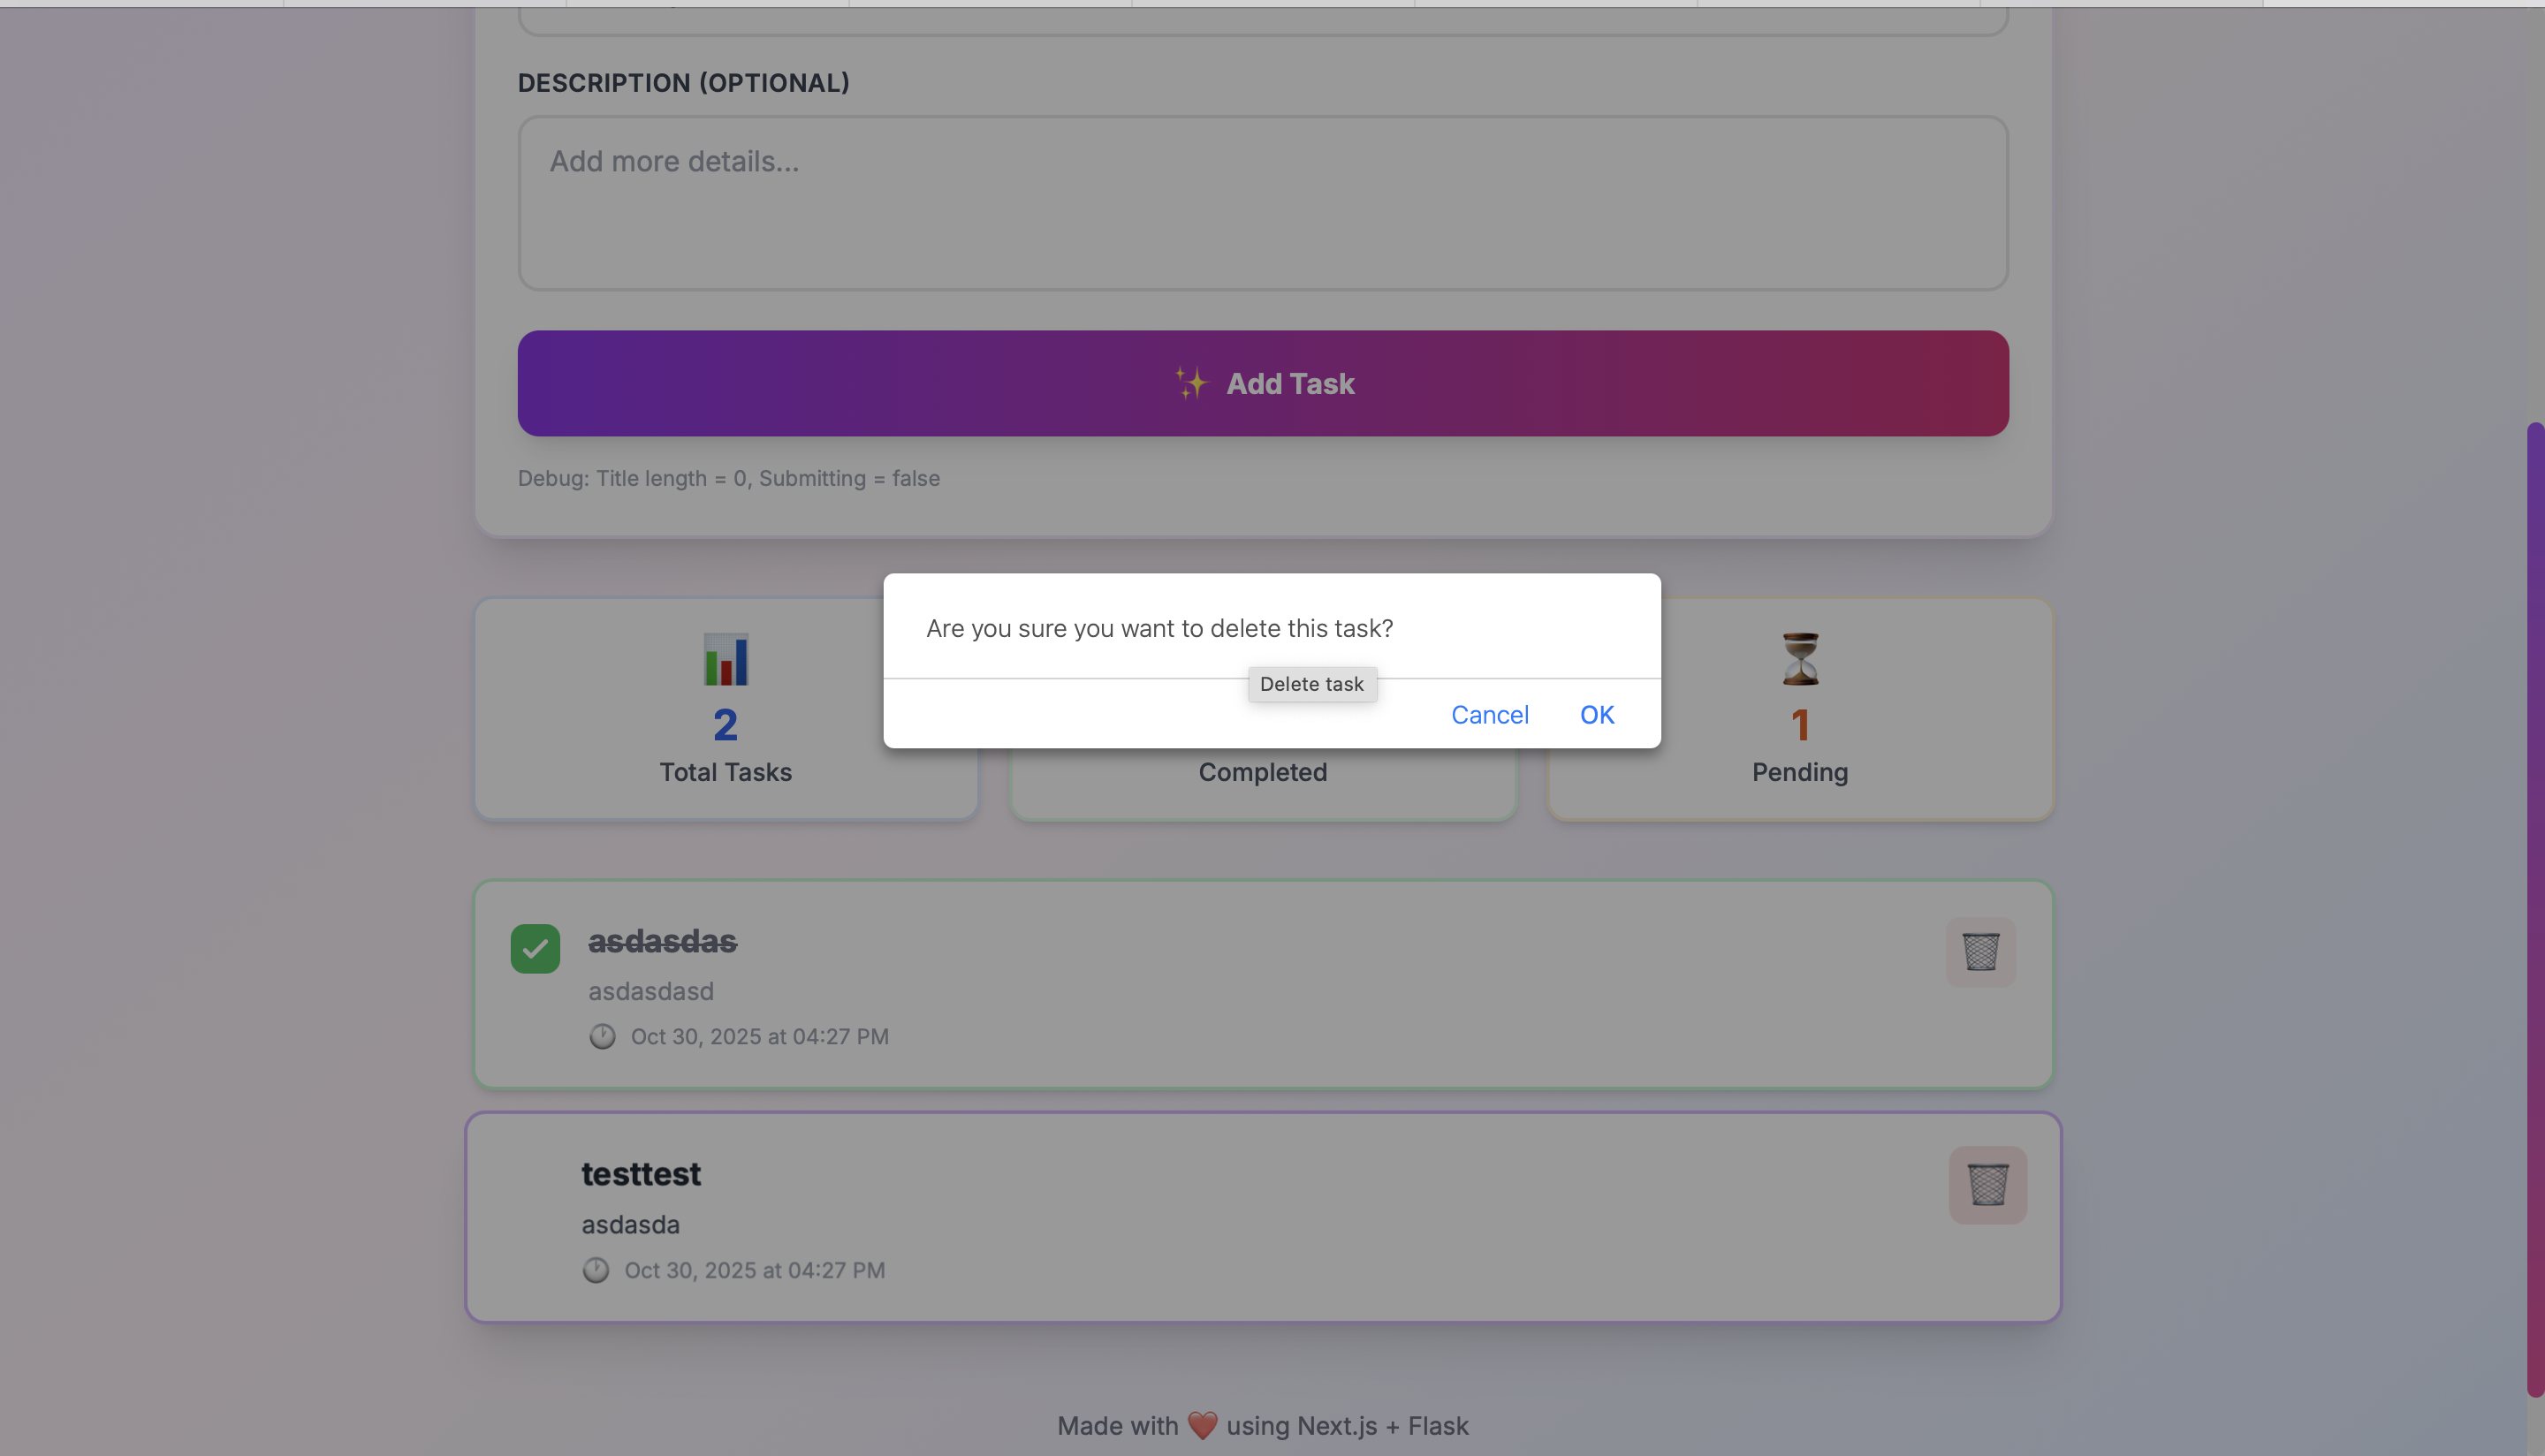 DESCRIPTION (OPTIONAL)
Add more details...
✨ Add Task
Debug: Title length = 0, Submitting = false
Are you sure you want to delete this task?
Delete task
Cancel OK
2
Total Tasks
Completed
1
Pending
asdasdas
asdasdasd
Oct 30, 2025 at 04:27 PM
testtest
asdasda
Oct 30, 2025 at 04:27 PM
Made with ❤️ using Next.js + Flask